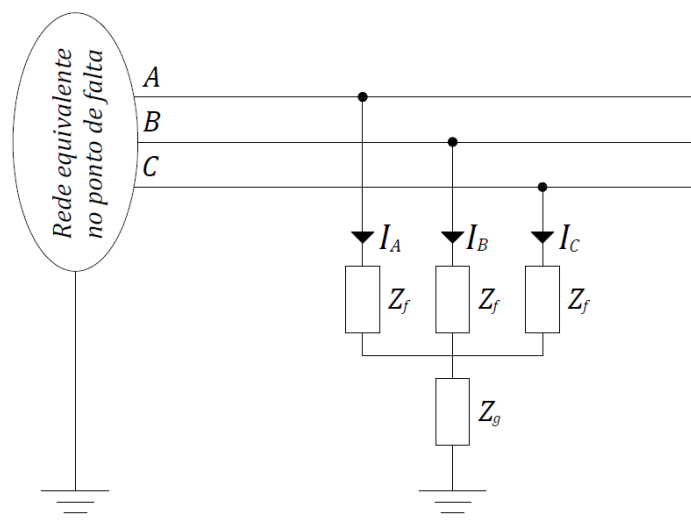 Rede equivalente
no ponto de falta
A
B
C
I_A
I_B
I_C
Z_f
Z_f
Z_f
Z_g